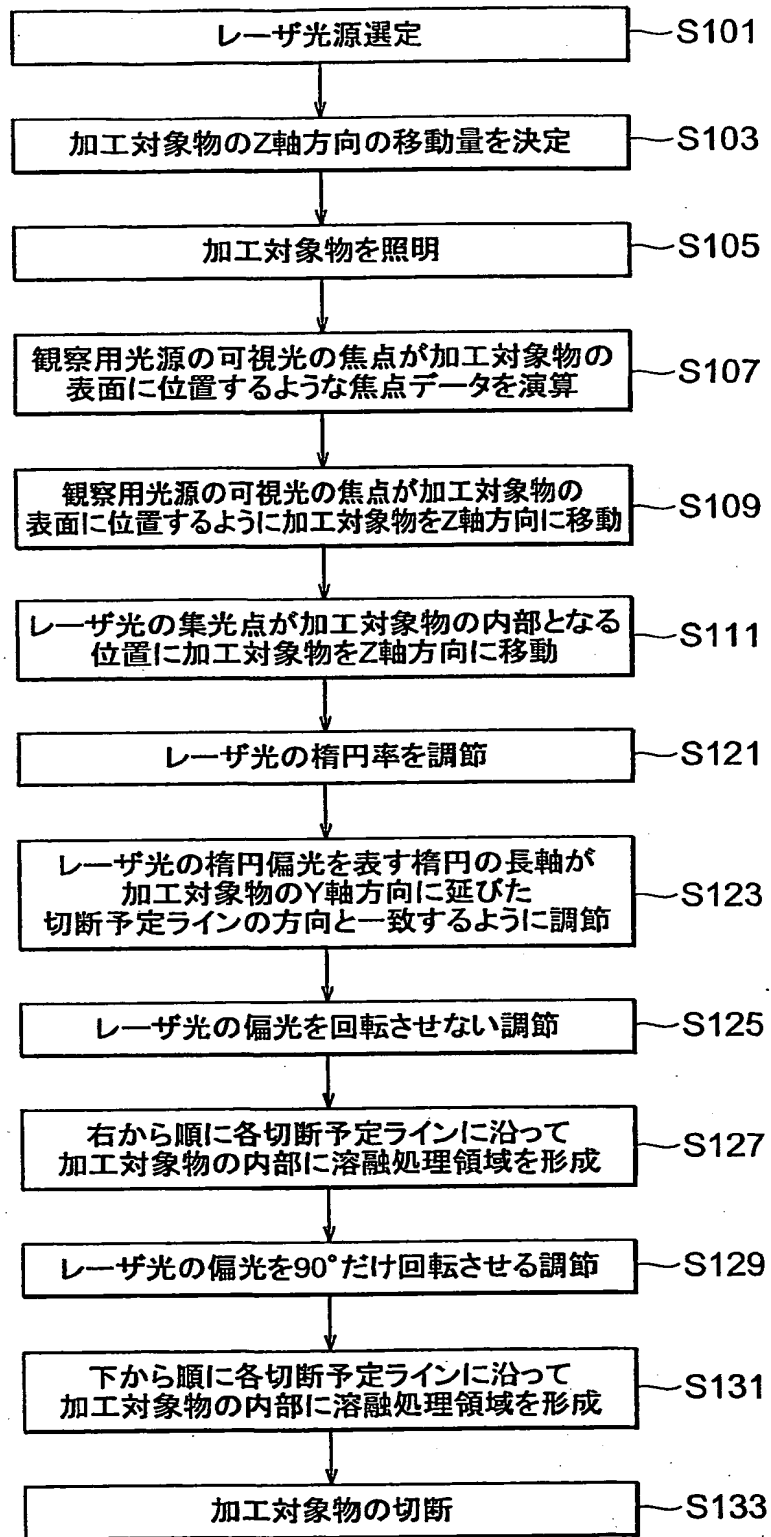 レーザ光源選定
S101
加工対象物のZ軸方向の移動量を決定
S103
加工対象物を照明
S105
観察用光源の可視光の焦点が加工対象物の
表面に位置するような焦点データを演算
S107
観察用光源の可視光の焦点が加工対象物の
表面に位置するように加工対象物をZ軸方向に移動
S109
レーザ光の集光点が加工対象物の内部となる
位置に加工対象物をZ軸方向に移動
S111
レーザ光の楕円率を調節
S121
レーザ光の楕円偏光を表す楕円の長軸が
加工対象物のY軸方向に延びた
切断予定ラインの方向と一致するように調節
S123
レーザ光の偏光を回転させない調節
S125
右から順に各切断予定ラインに沿って
加工対象物の内部に溶融処理領域を形成
S127
レーザ光の偏光を90°だけ回転させる調節
S129
下から順に各切断予定ラインに沿って
加工対象物の内部に溶融処理領域を形成
S131
加工対象物の切断
S133